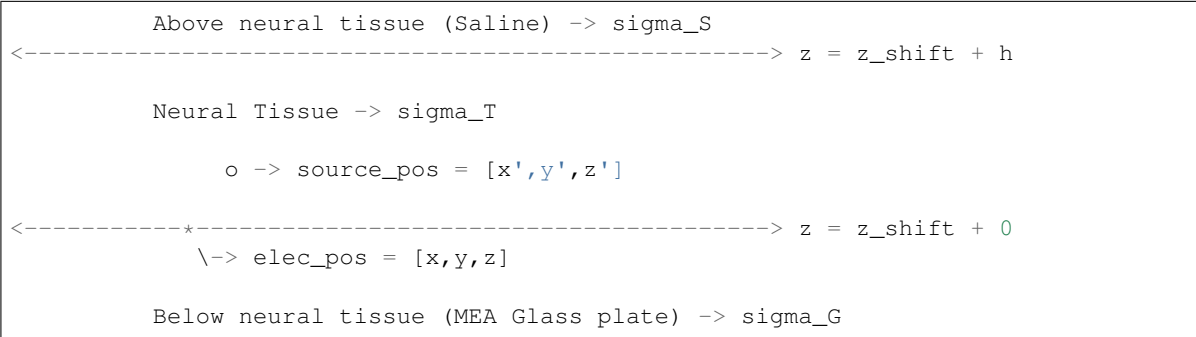 Above neural tissue (Saline) -> sigma_S
<----------------------------------------------------> z = z_shift + h
Neural Tissue -> sigma_T
o -> source_pos = [x',y',z']
<-----------*----------------------------------------> z = z_shift + 0
\-> elec_pos = [x,y,z]
Below neural tissue (MEA Glass plate) -> sigma_G